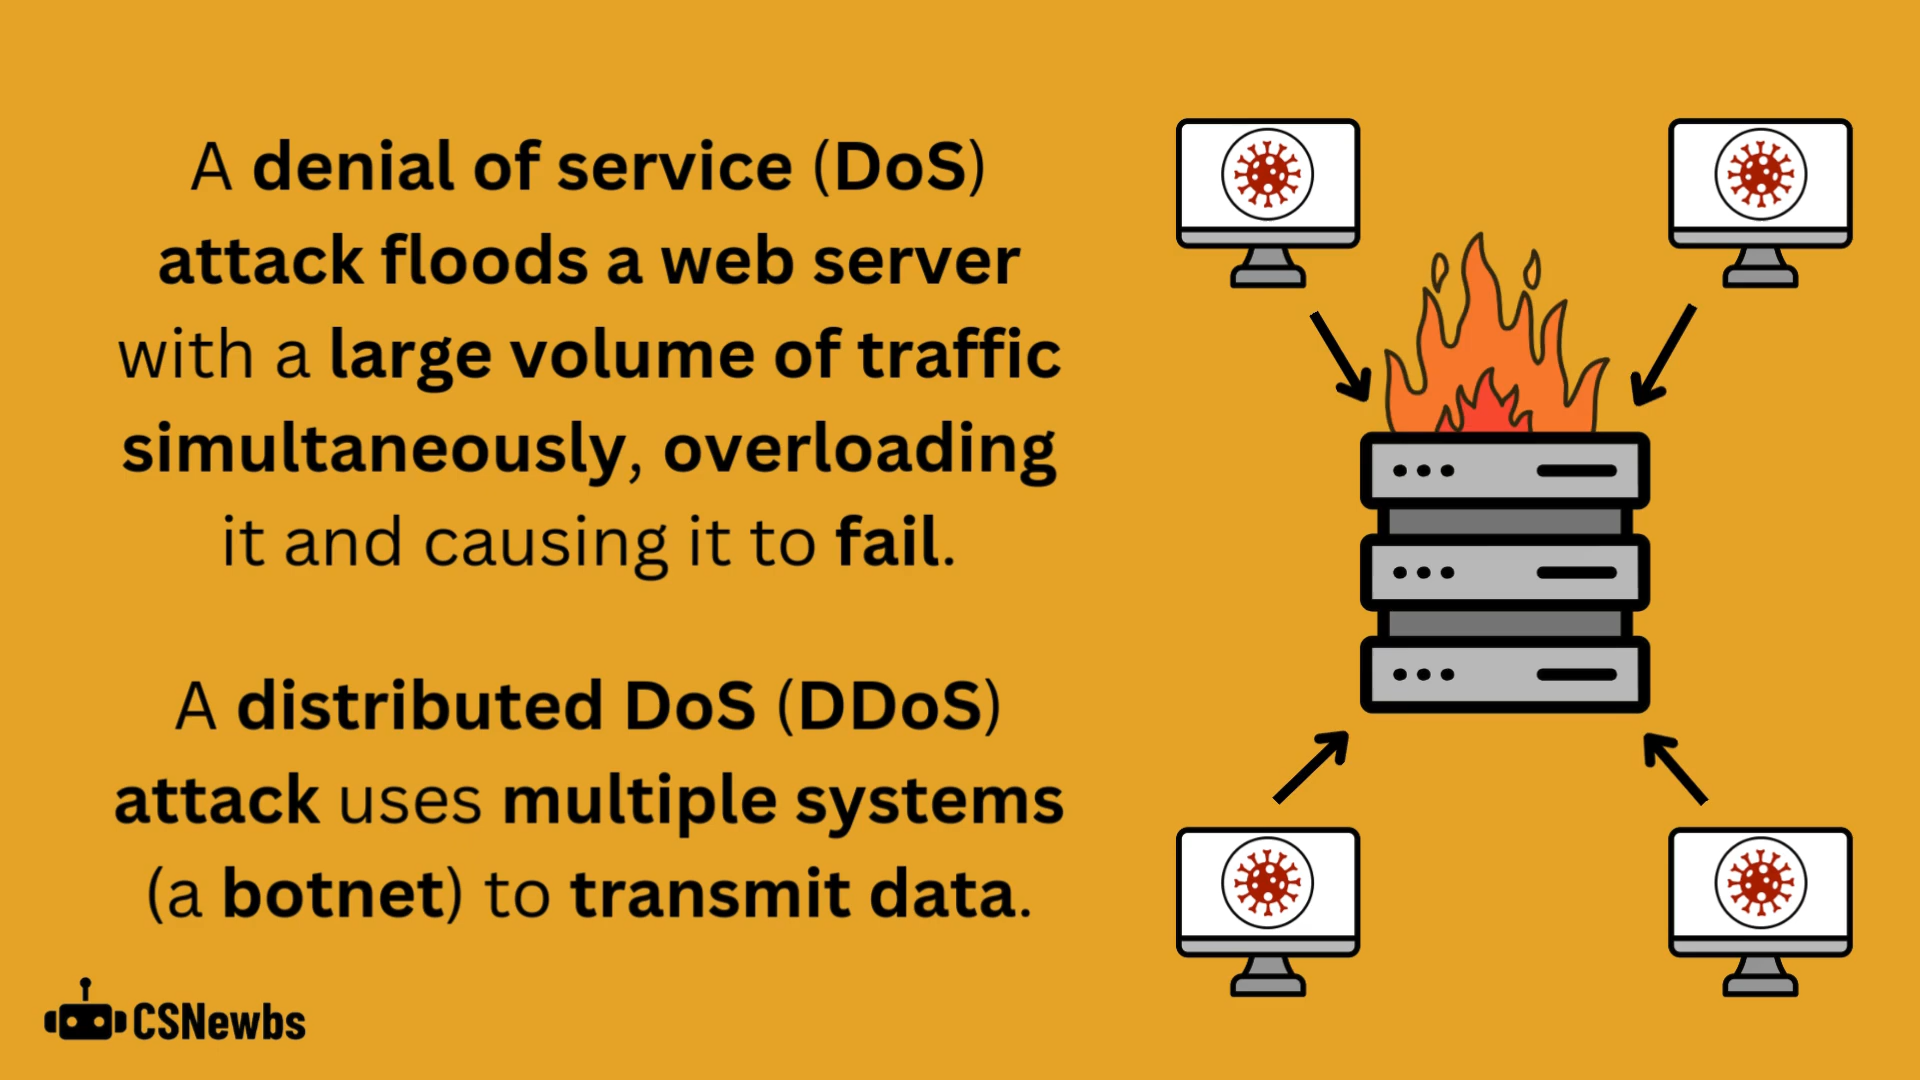 A denial of service (DoS)
attack floods a web server
with a large volume of traffic
simultaneously, overloading
it and causing it to fail.
A distributed DoS (DDoS)
attack uses multiple systems
(a botnet) to transmit data.
CSNewbs